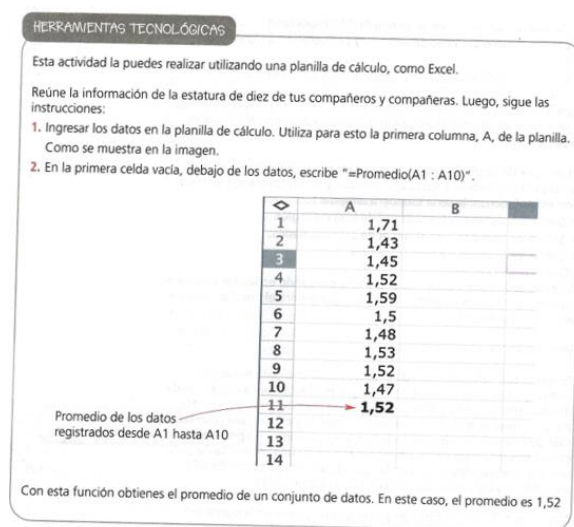 HERRAMIENTAS TECNOLÓGICAS
Esta actividad la puedes realizar utilizando una planilla de cálculo, como Excel.
Reúne la información de la estatura de diez de tus compañeros y compañeras. Luego, sigue las
instrucciones:
1. Ingresar los datos en la planilla de cálculo. Utiliza para esto la primera columna, A, de la planilla.
Como se muestra en la imagen.
2. En la primera celda vacía, debajo de los datos, escribe "=Promedio(A1 : A10)".
A B
1 1,71
2 1,43
3 1,45
4 1,52
5 1,59
6 1,5
7 1,48
8 1,53
9 1,52
10 1,47
11 1,52
12
13
14
Promedio de los datos
registrados desde A1 hasta A10
Con esta función obtienes el promedio de un conjunto de datos. En este caso, el promedio es 1,52